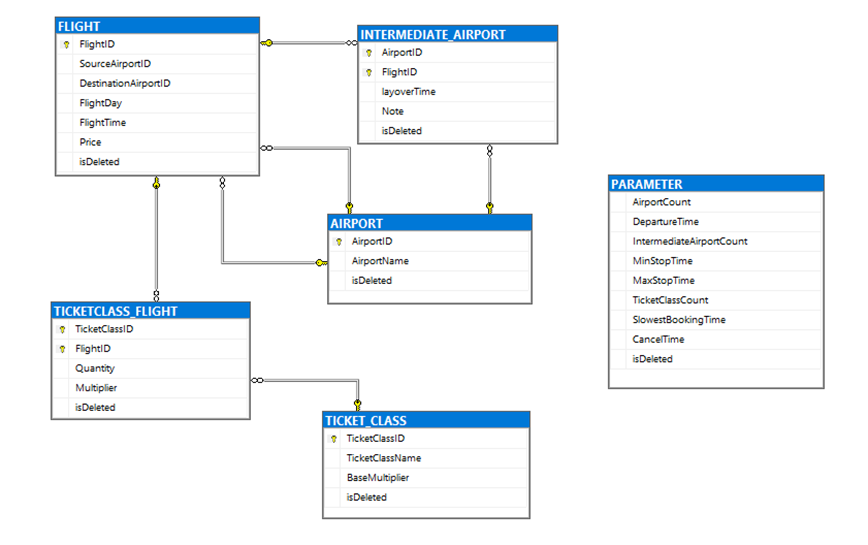 FLIGHT
FlightID
SourceAirportID
DestinationAirportID
FlightDay
FlightTime
Price
isDeleted
INTERMEDIATE_AIRPORT
AirportID
FlightID
layoverTime
Note
isDeleted
AIRPORT
AirportID
AirportName
isDeleted
PARAMETER
AirportCount
DepartureTime
IntermediateAirportCount
MinStopTime
MaxStopTime
TicketClassCount
SlowestBookingTime
CancelTime
isDeleted
TICKETCLASS_FLIGHT
TicketClassID
FlightID
Quantity
Multiplier
isDeleted
TICKET_CLASS
TicketClassID
TicketClassName
BaseMultiplier
isDeleted